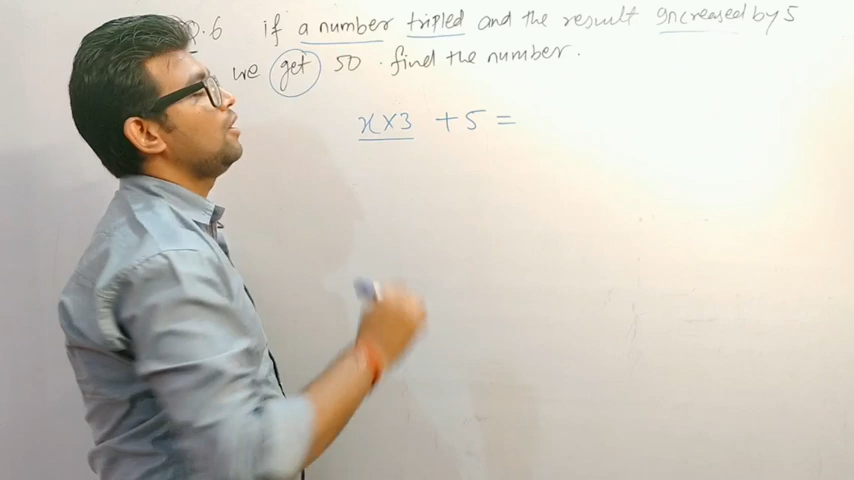 .6 if a number tripled and the result increased by 5
we get 50 . find the number.
x×3 +5 =